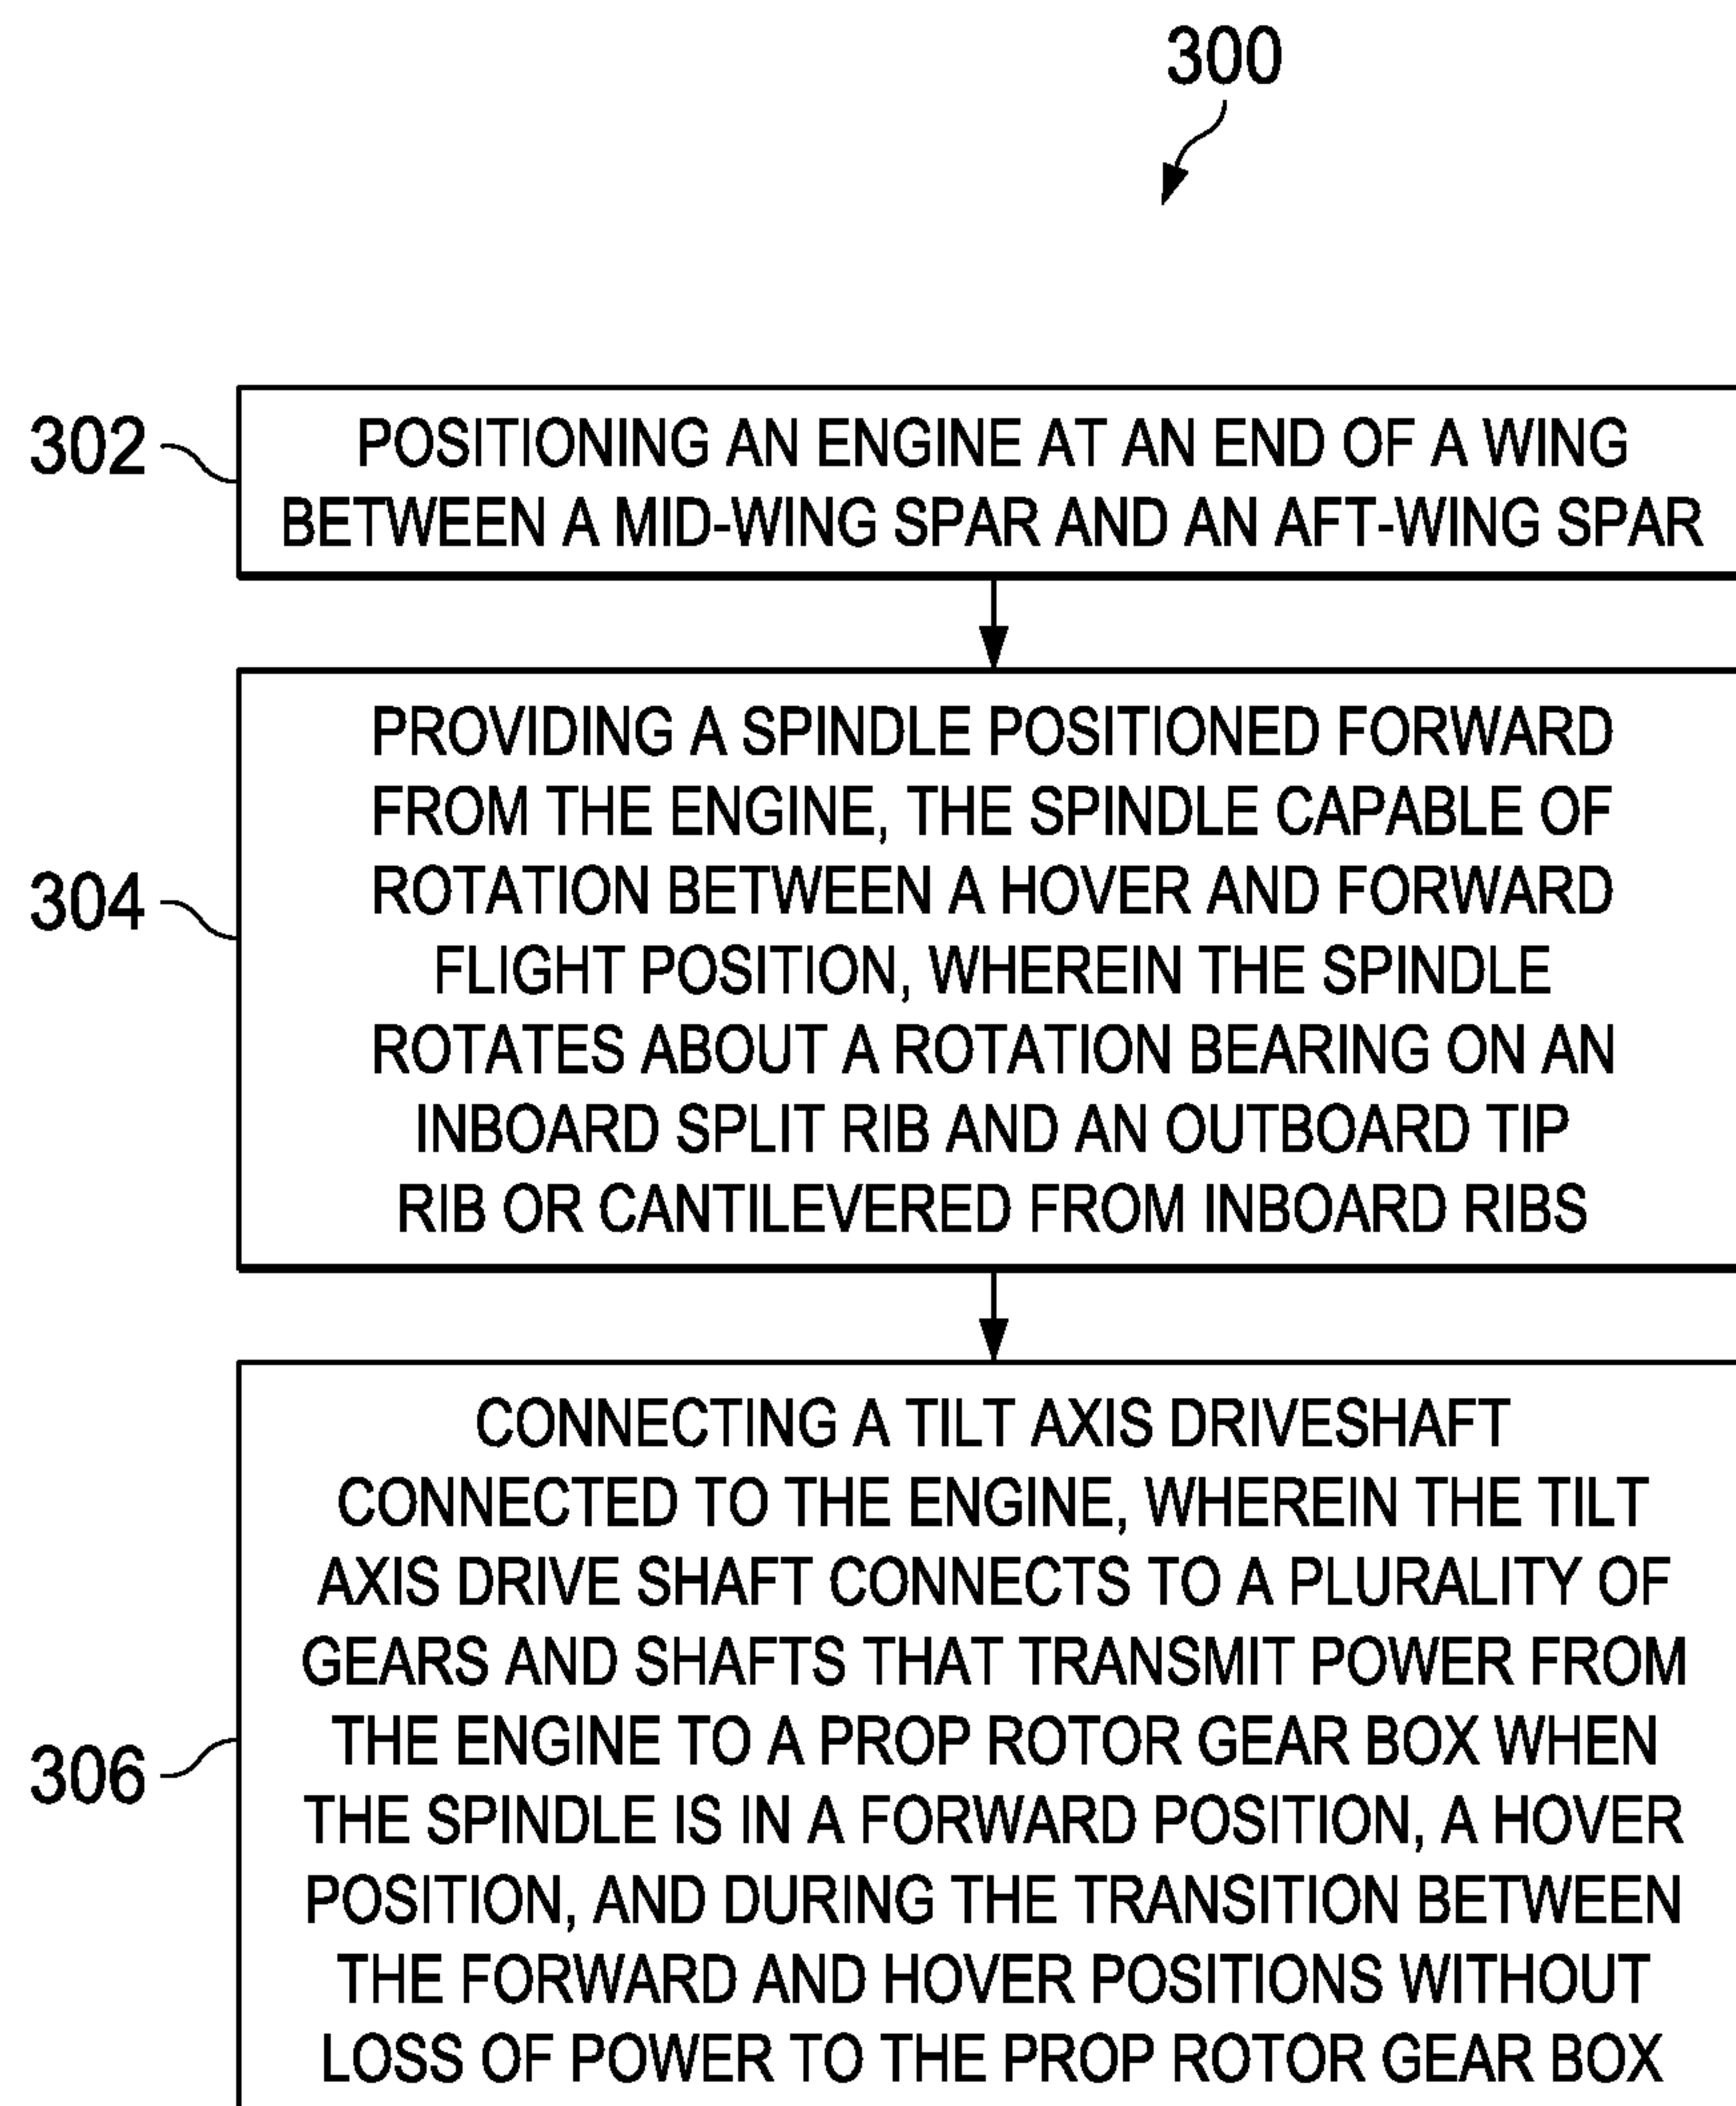 300
302
POSITIONING AN ENGINE AT AN END OF A WING
BETWEEN A MID-WING SPAR AND AN AFT-WING SPAR
304
PROVIDING A SPINDLE POSITIONED FORWARD
FROM THE ENGINE, THE SPINDLE CAPABLE OF
ROTATION BETWEEN A HOVER AND FORWARD
FLIGHT POSITION, WHEREIN THE SPINDLE
ROTATES ABOUT A ROTATION BEARING ON AN
INBOARD SPLIT RIB AND AN OUTBOARD TIP
RIB OR CANTILEVERED FROM INBOARD RIBS
306
CONNECTING A TILT AXIS DRIVESHAFT
CONNECTED TO THE ENGINE, WHEREIN THE TILT
AXIS DRIVE SHAFT CONNECTS TO A PLURALITY OF
GEARS AND SHAFTS THAT TRANSMIT POWER FROM
THE ENGINE TO A PROP ROTOR GEAR BOX WHEN
THE SPINDLE IS IN A FORWARD POSITION, A HOVER
POSITION, AND DURING THE TRANSITION BETWEEN
THE FORWARD AND HOVER POSITIONS WITHOUT
LOSS OF POWER TO THE PROP ROTOR GEAR BOX